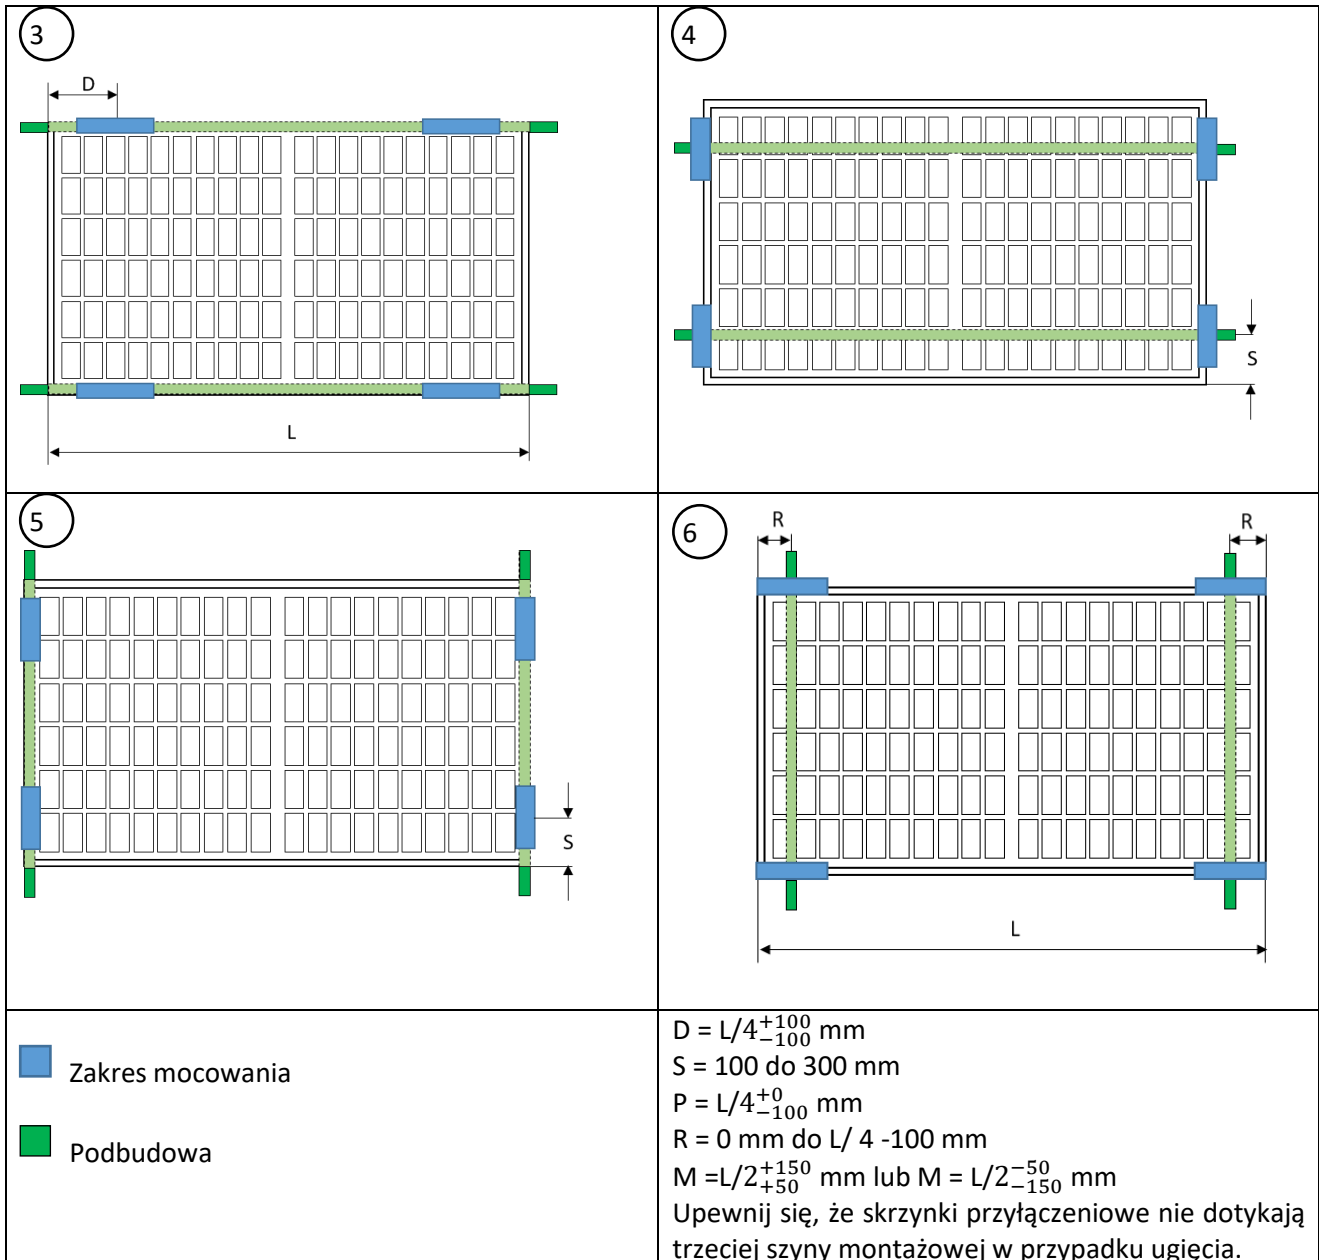 3
D
L
4
S
5
S
6
R R
L
Zakres mocowania
Podbudowa
D = L/4 +100 −100 mm
S = 100 do 300 mm
P = L/4 +0 −100 mm
R = 0 mm do L/ 4 -100 mm
M =L/2 +150 +50 mm lub M = L/2 −50 −150 mm
Upewnij się, że skrzynki przyłączeniowe nie dotykają
trzeciej szyny montażowej w przypadku ugięcia.